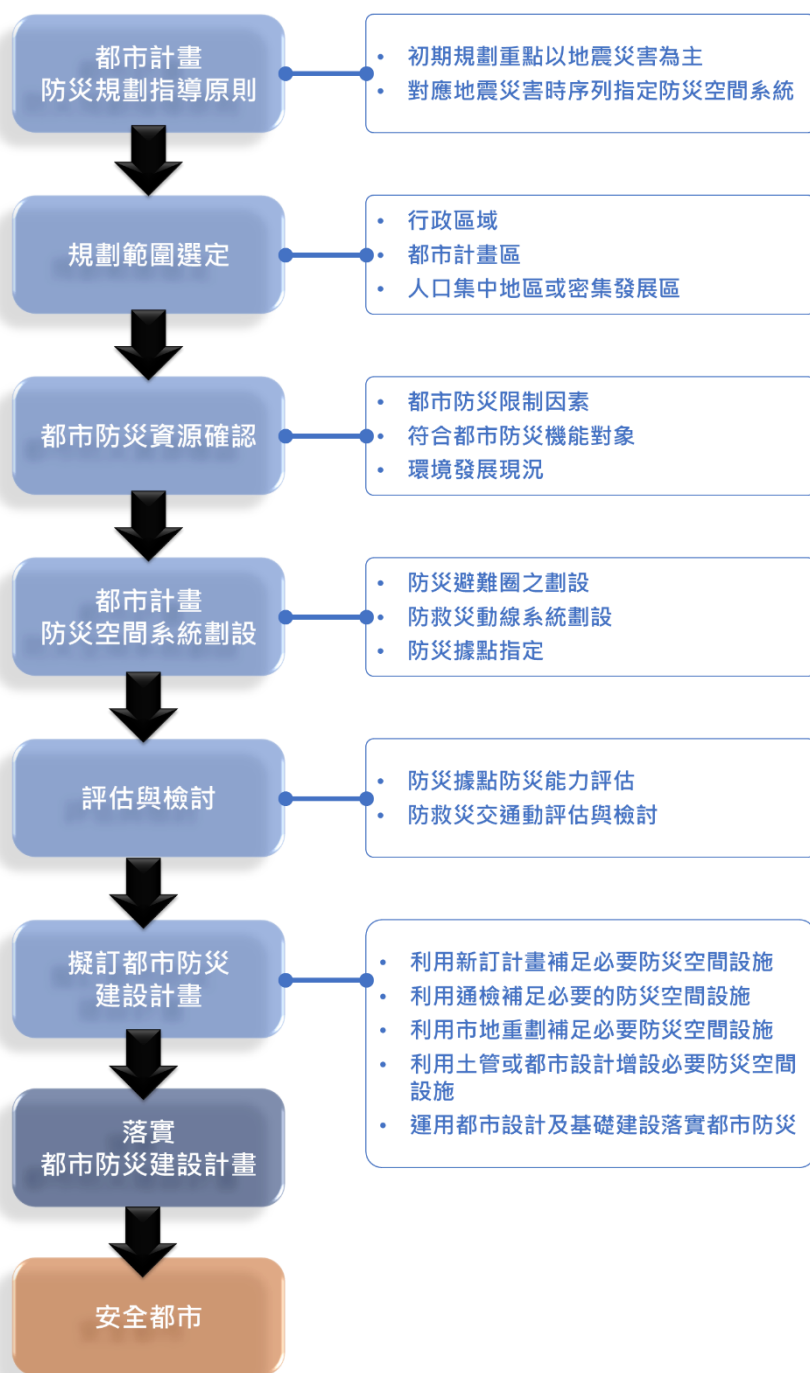 都市計畫
防災規劃指導原則
• 初期規劃重點以地震災害為主
• 對應地震災害時序列指定防災空間系統
規劃範圍選定
• 行政區域
• 都市計畫區
• 人口集中地區或密集發展區
都市防災資源確認
• 都市防災限制因素
• 符合都市防災機能對象
• 環境發展現況
都市計畫
防災空間系統劃設
• 防災避難圈之劃設
• 防救災動線系統劃設
• 防災據點指定
評估與檢討
• 防災據點防災能力評估
• 防救災交通動評估與檢討
擬訂都市防災
建設計畫
• 利用新訂計畫補足必要防災空間設施
• 利用通檢補足必要的防災空間設施
• 利用市地重劃補足必要防災空間設施
• 利用土管或都市設計增設必要防災空間
設施
• 運用都市設計及基礎建設落實都市防災
落實
都市防災建設計畫
安全都市